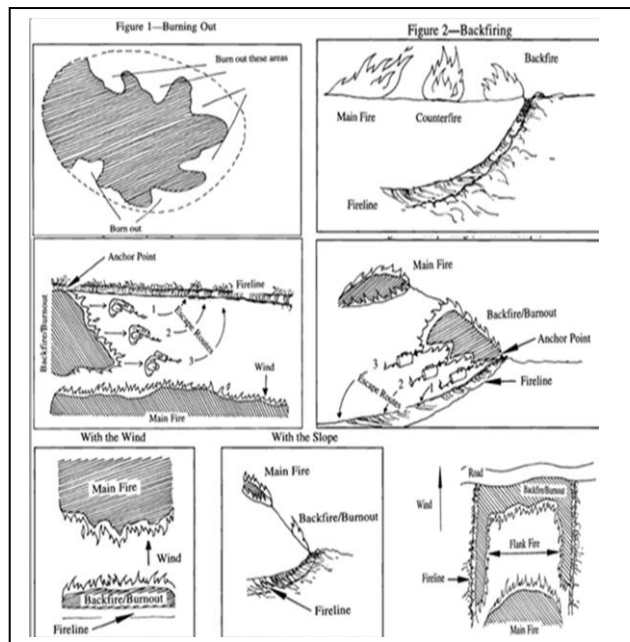 Figure 1—Burning Out
Burn out these areas
Burn out
Figure 2—Backfiring
Backfire
Main Fire
Counterfire
Fireline
Anchor Point
Fireline
Backfire/Burnout
1
2
3
Escape Routes
Wind
Main Fire
Main Fire
Backfire/Burnout
Anchor Point
3
2
1
Fireline
Escape Routes
With the Wind
Main Fire
Wind
Backfire/Burnout
Fireline
With the Slope
Main Fire
Backfire/Burnout
Fireline
Road
Wind
Backfire/Burnout
Flank Fire
Fireline
Main Fire